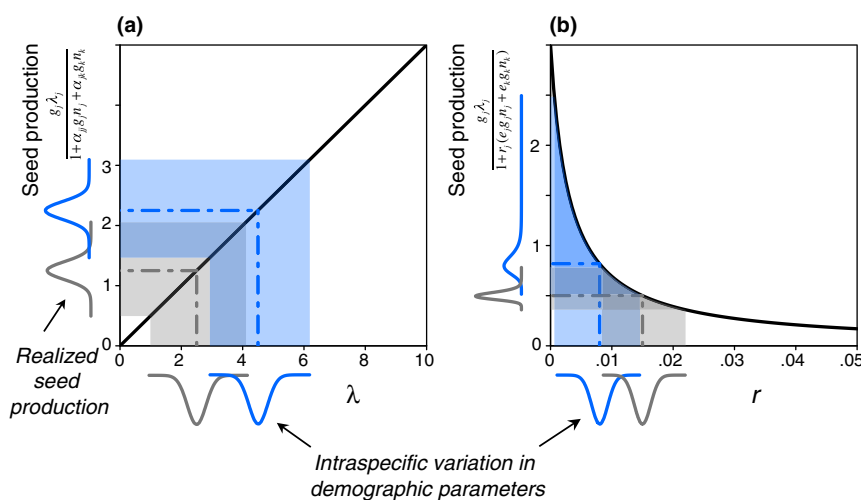 (a)
Seed production
g_j λ_j
1 + α_jj g_j n_j + α_jk g_k n_k
3
2
1
0
0
2
4
6
8
10
λ
Realized
seed
production
(b)
Seed production
g_j λ_j
1 + r_j (e_j g_j n_j + e_k g_k n_k)
2
1
0
0
.01
.02
.03
.04
.05
r
Intraspecific variation in
demographic parameters